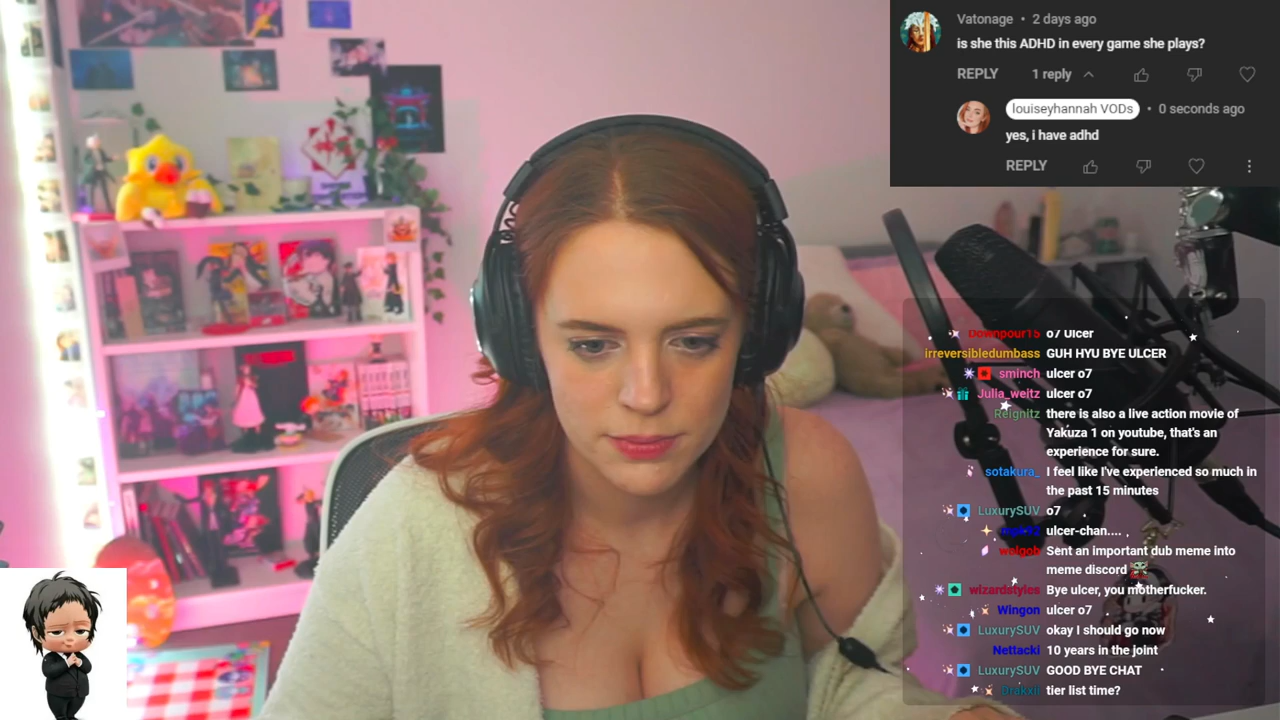 Vatonage • 2 days ago
is she this ADHD in every game she plays?
REPLY 1 reply
louiseyhannah VODs • 0 seconds ago
yes, i have adhd
REPLY
Downpour15 o7 Ulcer
irreversibledumbass GUH HYU BYE ULCER
sminch ulcer o7
Julia_weitz ulcer o7
Reignitz there is also a live action movie of
Yakuza 1 on youtube, that's an
experience for sure.
sotakura_ I feel like I've experienced so much in
the past 15 minutes
LuxurySUV o7
ulcer-chan....
wolgob Sent an important dub meme into
meme discord
wizardstyles Bye ulcer, you motherfucker.
Wingon ulcer o7
LuxurySUV okay I should go now
Nettacki 10 years in the joint
LuxurySUV GOOD BYE CHAT
Drakxii tier list time?